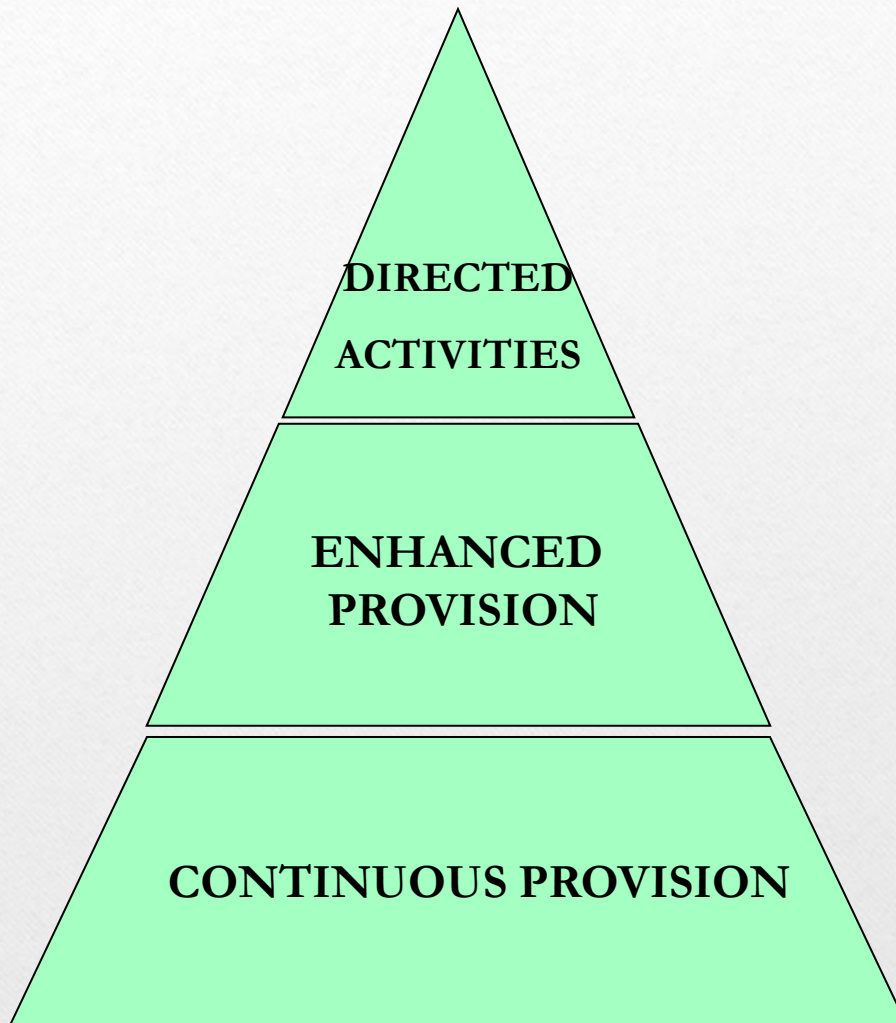 DIRECTED
ACTIVITIES
ENHANCED
PROVISION
CONTINUOUS PROVISION